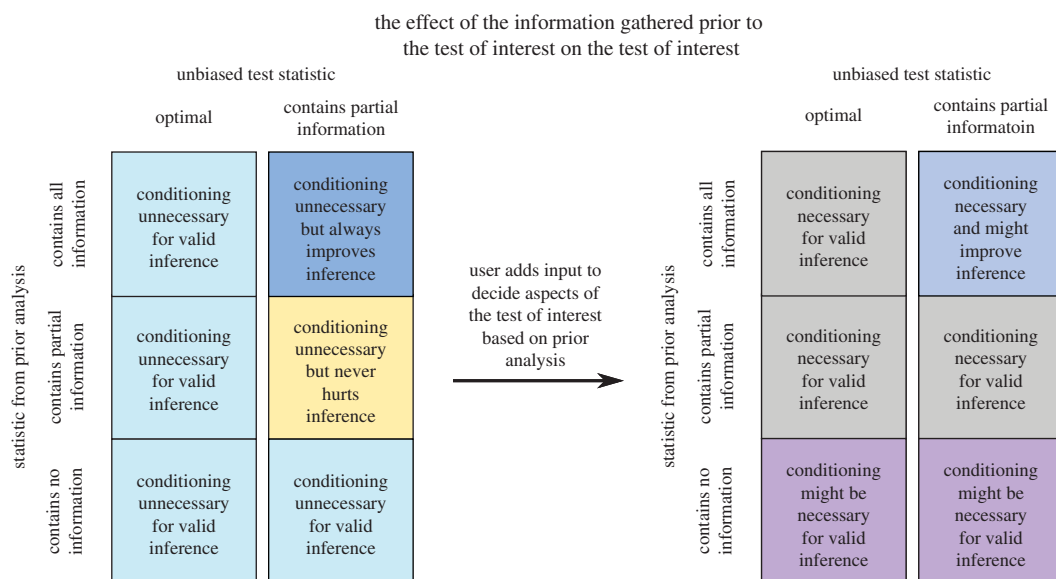 the effect of the information gathered prior to
the test of interest on the test of interest
unbiased test statistic
optimal
contains partial
information
statistic from prior analysis
contains all
information
conditioning
unnecessary
for valid
inference
conditioning
unnecessary
but always
improves
inference
contains partial
information
conditioning
unnecessary
for valid
inference
conditioning
unnecessary
but never
hurts
inference
contains no
information
conditioning
unnecessary
for valid
inference
conditioning
unnecessary
for valid
inference
user adds input to
decide aspects of
the test of interest
based on prior
analysis
unbiased test statistic
optimal
contains partial
informatoin
statistic from prior analysis
contains all
information
conditioning
necessary
for valid
inference
conditioning
necessary
and might
improve
inference
contains partial
information
conditioning
necessary
for valid
inference
conditioning
necessary
for valid
inference
contains no
information
conditioning
might be
necessary
for valid
inference
conditioning
might be
necessary
for valid
inference